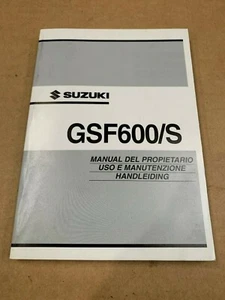 SUZUKI
GSF600/S
MANUAL DEL PROPIETARIO
USO E MANUTENZIONE
HANDLEIDING